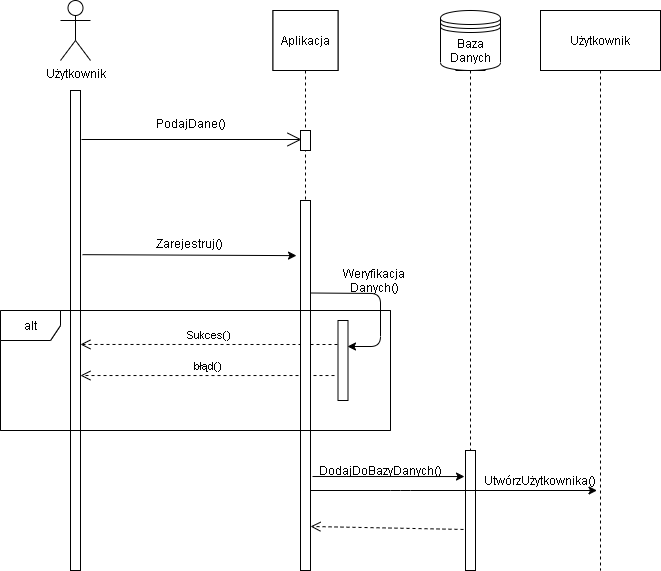 Użytkownik
Aplikacja
Baza
Danych
Użytkownik
PodajDane()
Zarejestruj()
Weryfikacja
Danych()
alt
Sukces()
błąd()
DodajDoBazyDanych()
UtwórzUżytkownika()